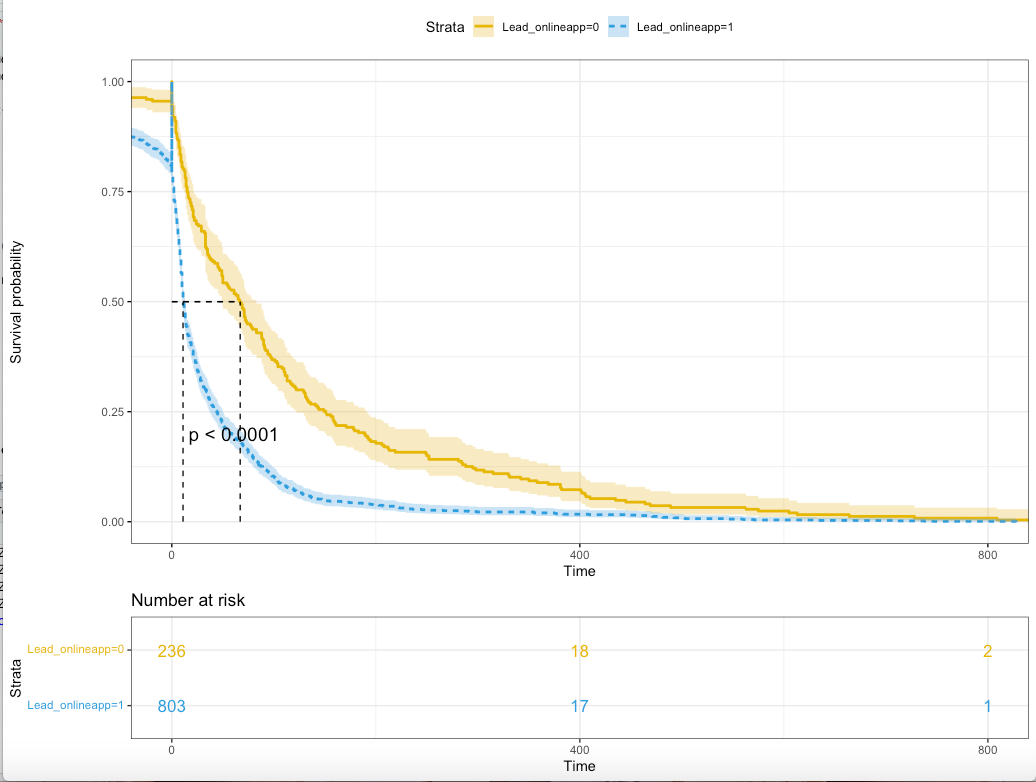 Strata Lead_onlineapp=0 Lead_onlineapp=1
Survival probability
1.00
0.75
0.50
0.25
0.00
p < 0.0001
0 400 800
Time
Number at risk
Strata
Lead_onlineapp=0 236 18 2
Lead_onlineapp=1 803 17 1
0 400 800
Time